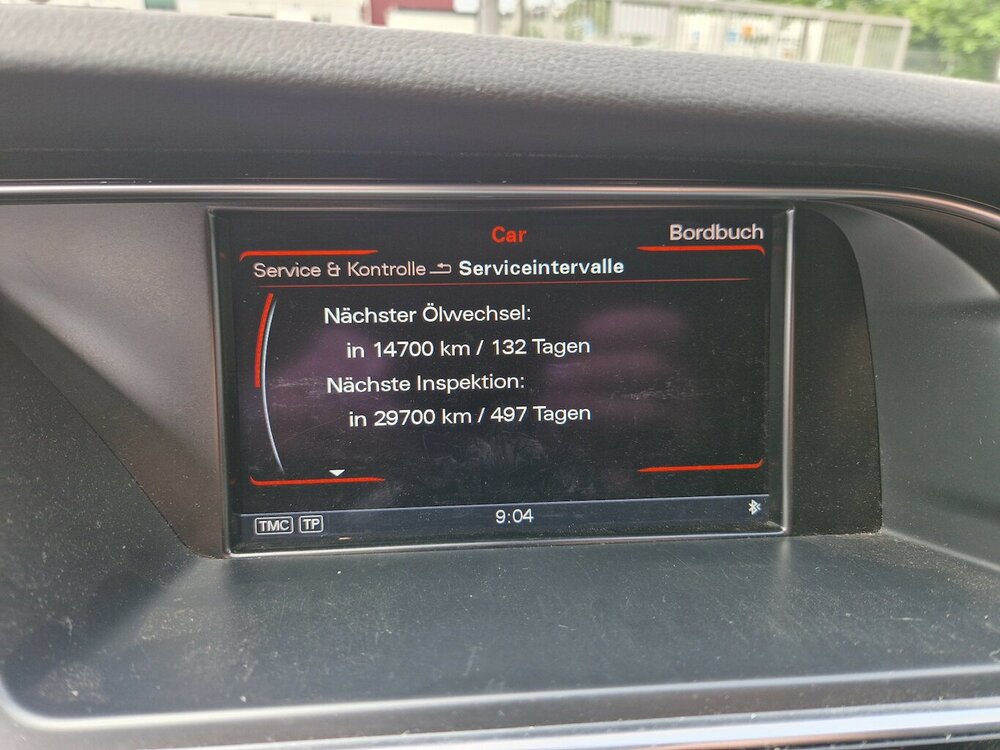 Car
Bordbuch
Service & Kontrolle Serviceintervalle
Nächster Ölwechsel:
in 14700 km / 132 Tagen
Nächste Inspektion:
in 29700 km / 497 Tagen
TMC TP 9:04